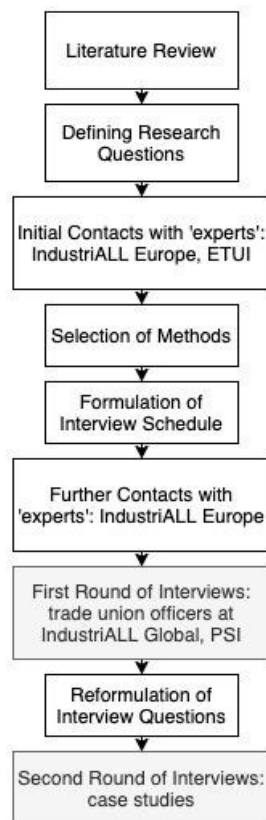 Literature Review
Defining Research
Questions
Initial Contacts with 'experts':
IndustriALL Europe, ETUI
Selection of Methods
Formulation of
Interview Schedule
Further Contacts with
'experts': IndustriALL Europe
First Round of Interviews:
trade union officers at
IndustriALL Global, PSI
Reformulation of
Interview Questions
Second Round of Interviews:
case studies